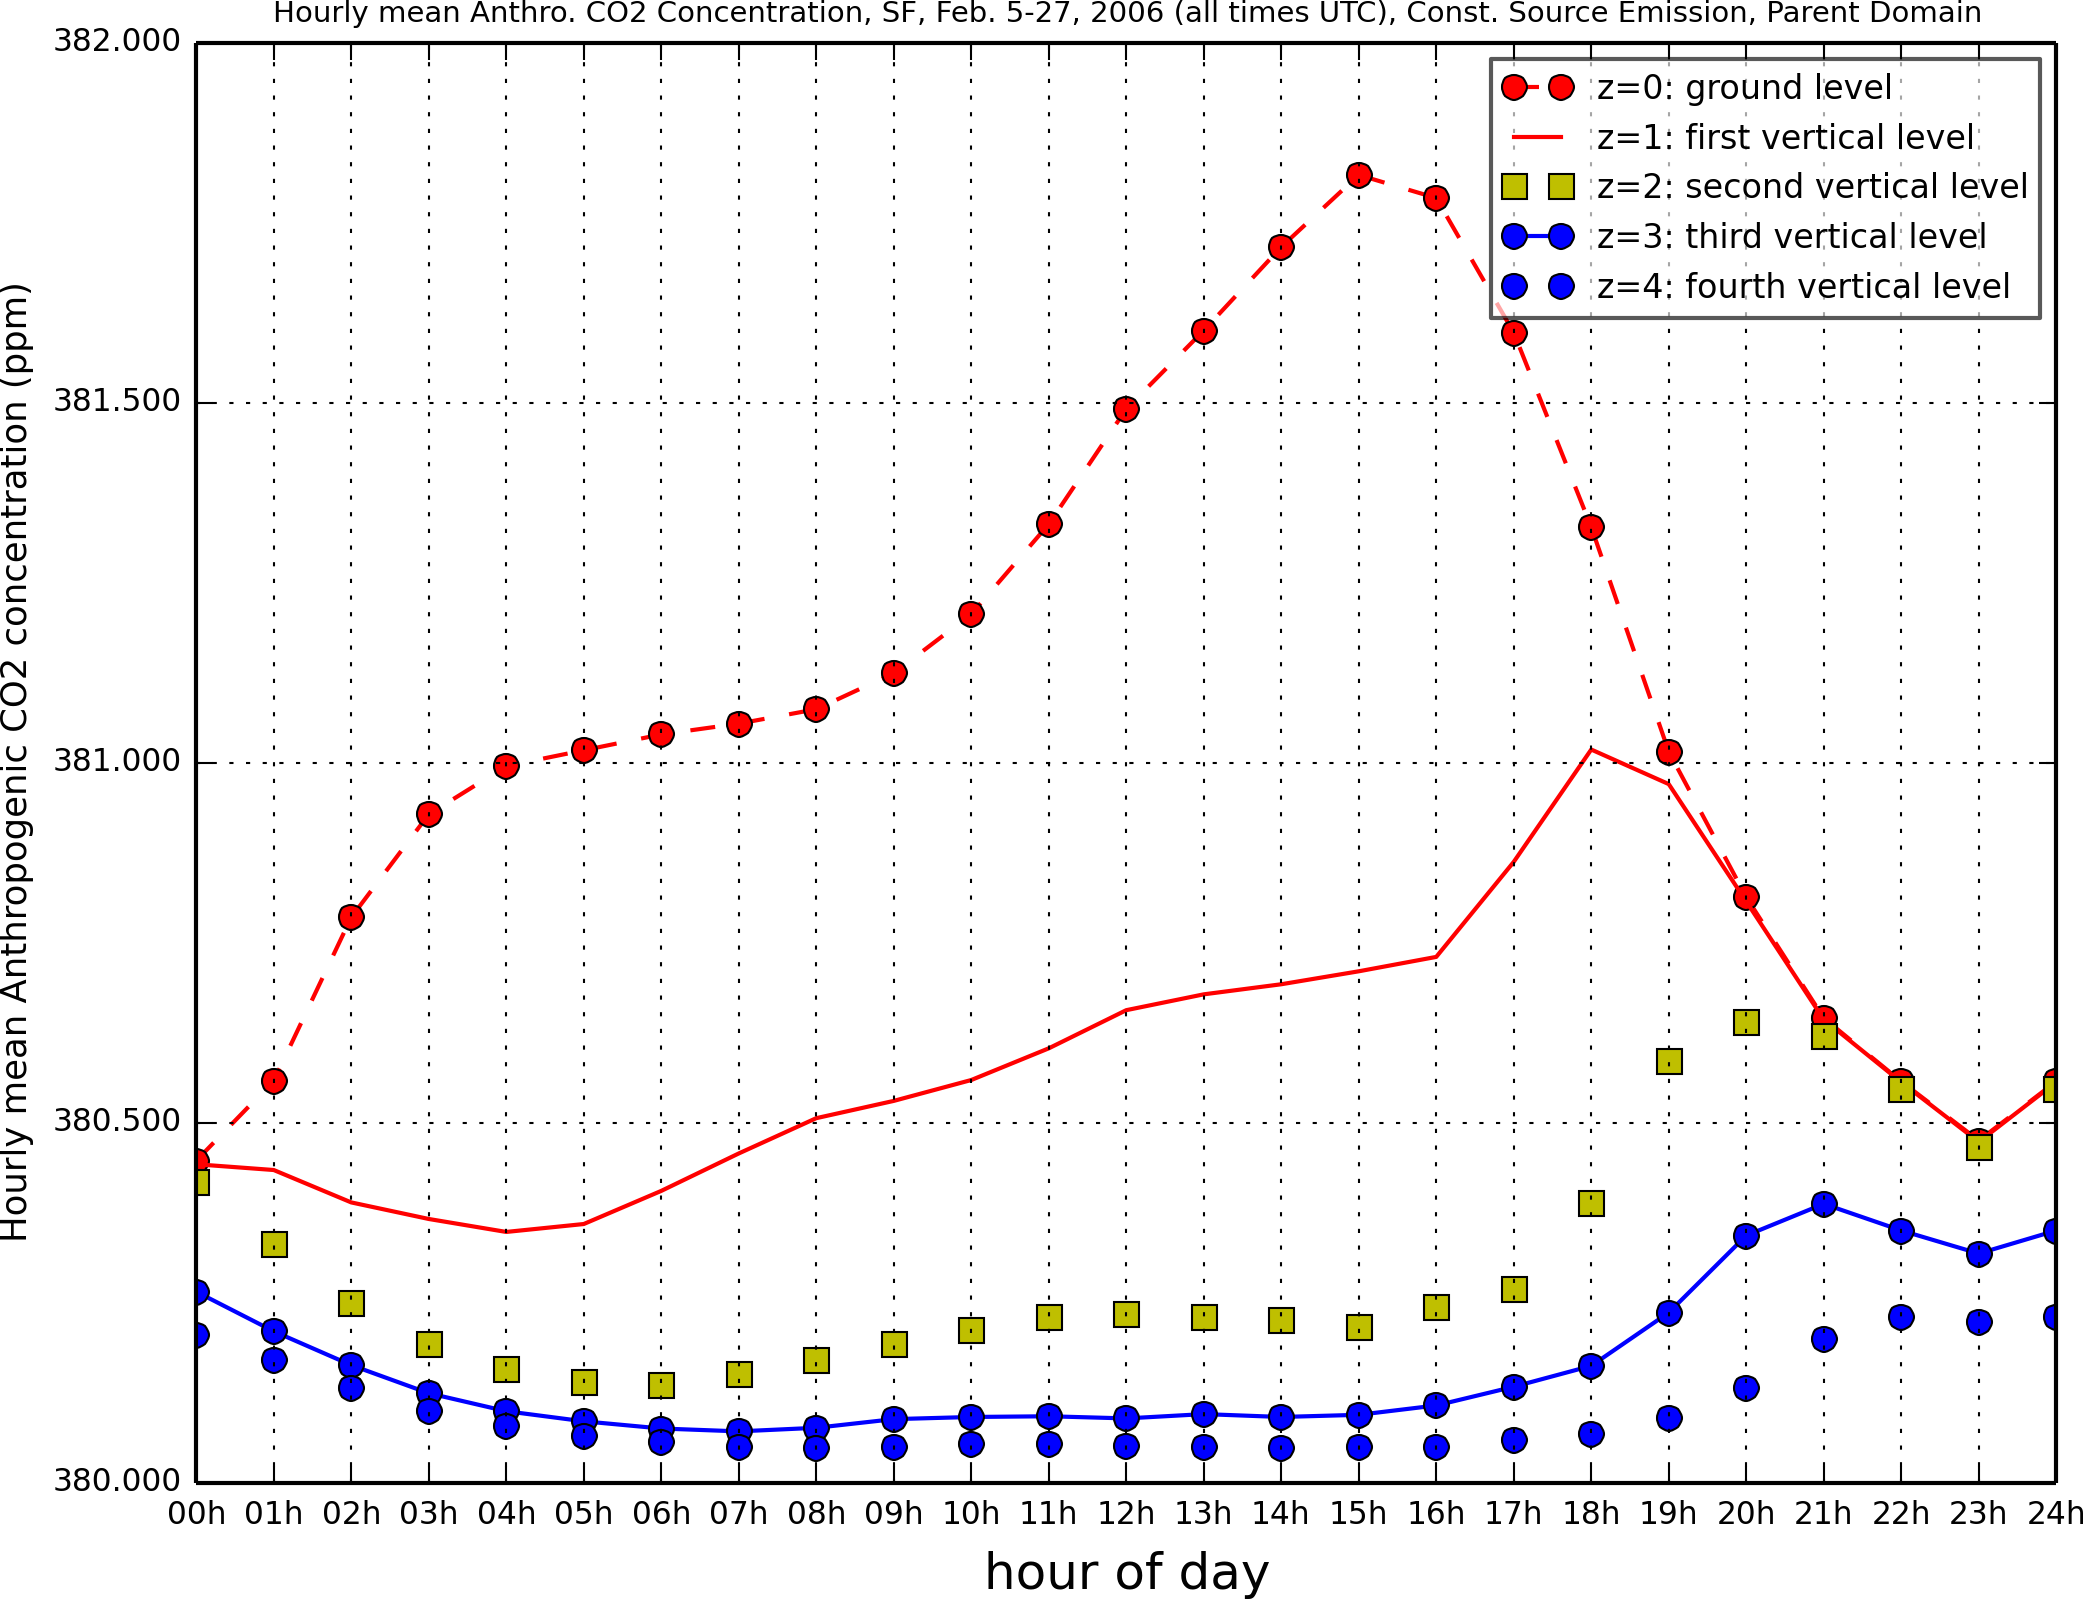 Hourly mean Anthro. CO2 Concentration, SF, Feb. 5-27, 2006 (all times UTC), Const. Source Emission, Parent Domain
Hourly mean Anthropogenic CO2 concentration (ppm)
382.000
381.500
381.000
380.500
380.000
z=0: ground level
z=1: first vertical level
z=2: second vertical level
z=3: third vertical level
z=4: fourth vertical level
00h 01h 02h 03h 04h 05h 06h 07h 08h 09h 10h 11h 12h 13h 14h 15h 16h 17h 18h 19h 20h 21h 22h 23h 24h
hour of day